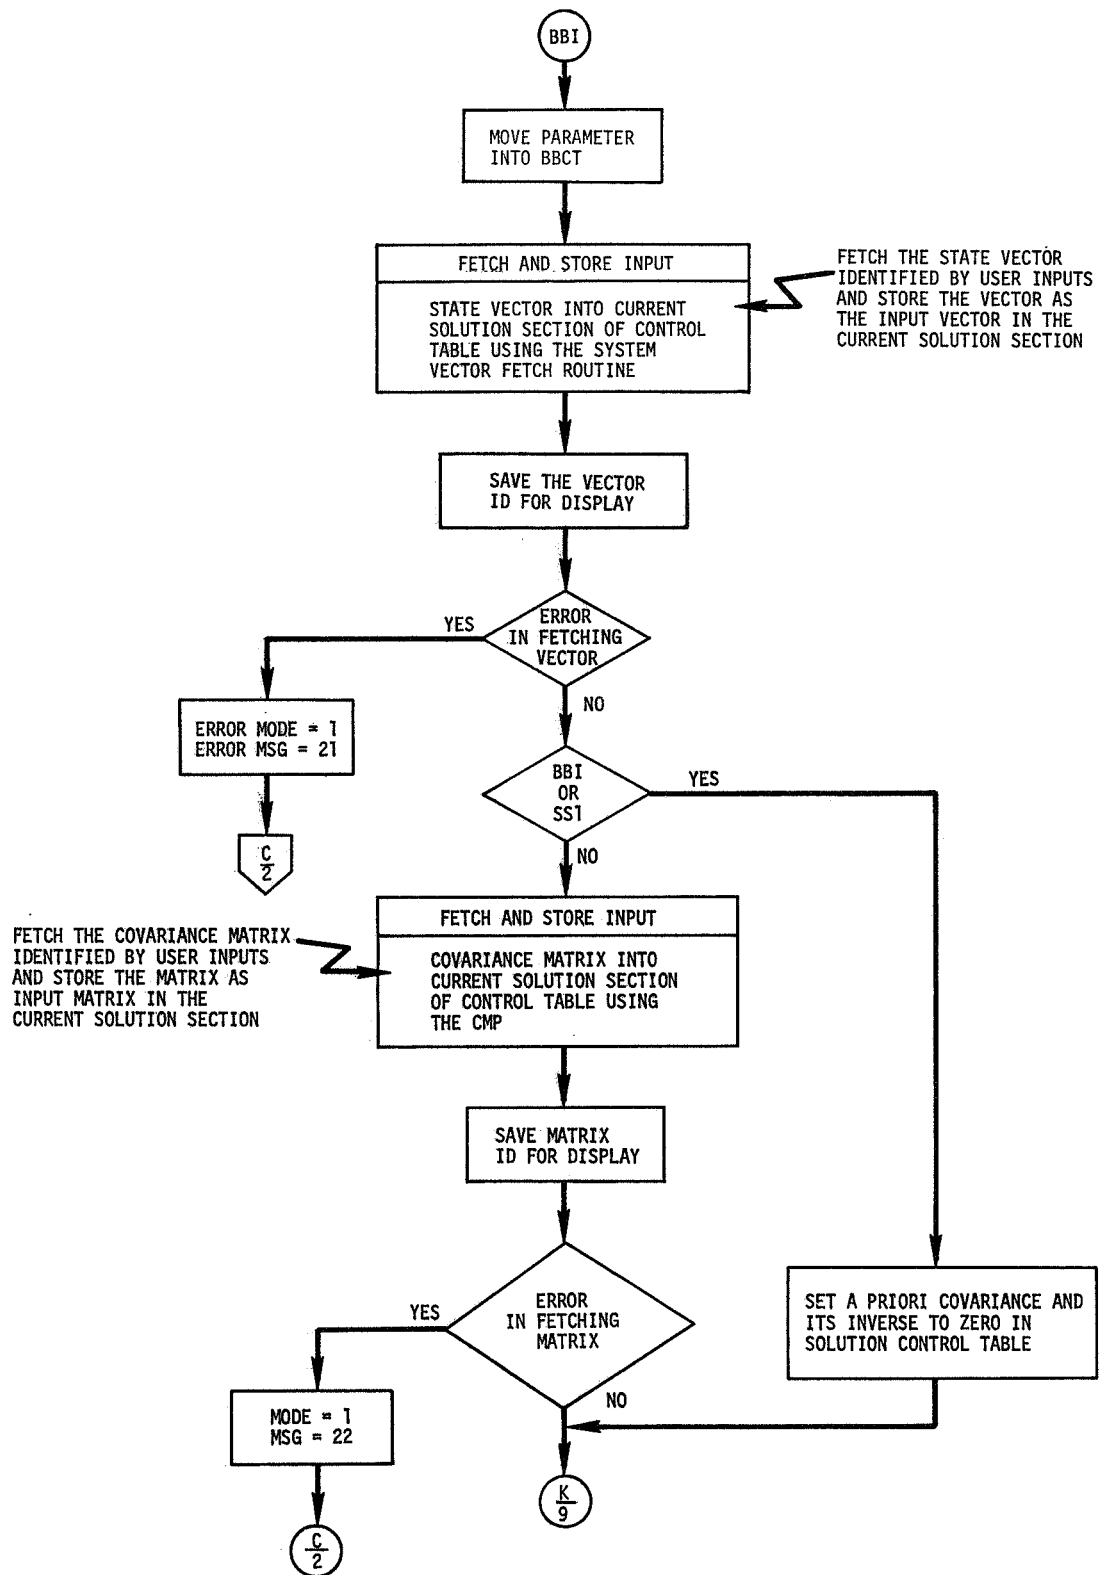 BBI
MOVE PARAMETER
INTO BBCT
FETCH AND STORE INPUT
STATE VECTOR INTO CURRENT
SOLUTION SECTION OF CONTROL
TABLE USING THE SYSTEM
VECTOR FETCH ROUTINE
FETCH THE STATE VECTOR
IDENTIFIED BY USER INPUTS
AND STORE THE VECTOR AS
THE INPUT VECTOR IN THE
CURRENT SOLUTION SECTION
SAVE THE VECTOR
ID FOR DISPLAY
ERROR
IN FETCHING
VECTOR
YES
NO
ERROR MODE = 1
ERROR MSG = 21
C
2
BBI
OR
SS1
YES
NO
FETCH AND STORE INPUT
COVARIANCE MATRIX INTO
CURRENT SOLUTION SECTION
OF CONTROL TABLE USING
THE CMP
FETCH THE COVARIANCE MATRIX
IDENTIFIED BY USER INPUTS
AND STORE THE MATRIX AS
INPUT MATRIX IN THE
CURRENT SOLUTION SECTION
SAVE MATRIX
ID FOR DISPLAY
ERROR
IN FETCHING
MATRIX
YES
NO
SET A PRIORI COVARIANCE AND
ITS INVERSE TO ZERO IN
SOLUTION CONTROL TABLE
MODE = 1
MSG = 22
K
9
C
2